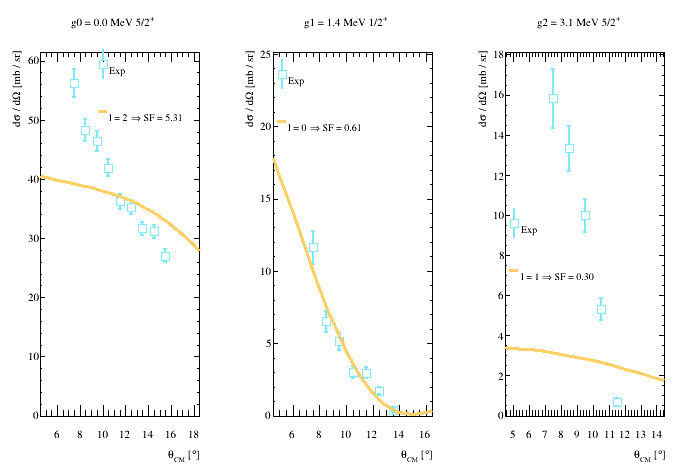 g0 = 0.0 MeV 5/2⁺
g1 = 1.4 MeV 1/2⁺
g2 = 3.1 MeV 5/2⁺
dσ / dΩ [mb / sr]
60
50
40
30
20
10
0
6 8 10 12 14 16 18
θCM [°]
Exp
l = 2 ⇒ SF = 5.31
dσ / dΩ [mb / sr]
25
20
15
10
5
0
6 8 10 12 14 16
θCM [°]
Exp
l = 0 ⇒ SF = 0.61
dσ / dΩ [mb / sr]
18
16
14
12
10
8
6
4
2
0
5 6 7 8 9 10 11 12 13 14
θCM [°]
Exp
l = 1 ⇒ SF = 0.30